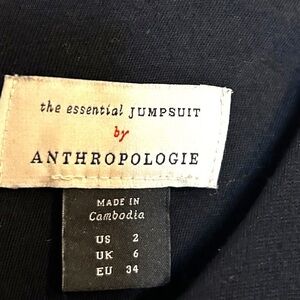 the essential JUMPSUIT
by
ANTHROPOLOGIE
MADE IN
Cambodia
US 2
UK 6
EU 34